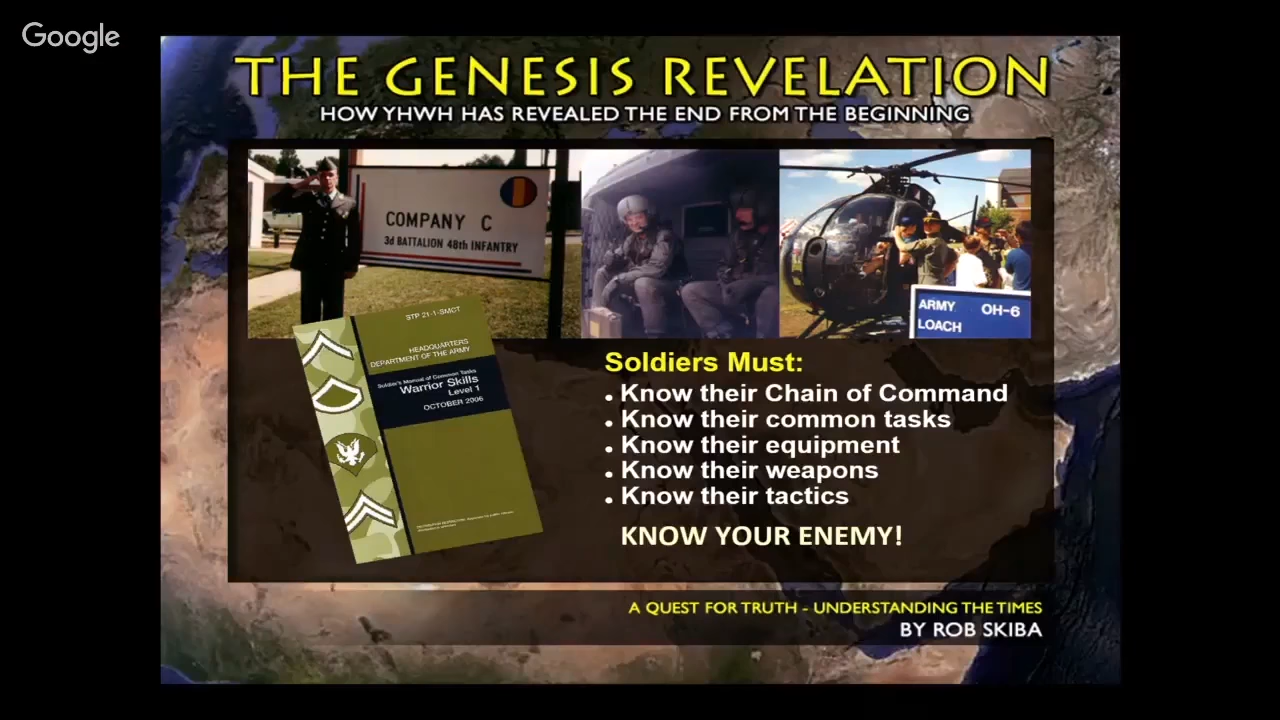 Google
THE GENESIS REVELATION
HOW YHWH HAS REVEALED THE END FROM THE BEGINNING
COMPANY C
3d BATTALION 48th INFANTRY
ARMY OH-6
LOACH
STP 21-1-SMCT
HEADQUARTERS
DEPARTMENT OF THE ARMY
Soldier's Manual of Common Tasks
Warrior Skills
Level 1
OCTOBER 2006
Soldiers Must:
• Know their Chain of Command
• Know their common tasks
• Know their equipment
• Know their weapons
• Know their tactics
KNOW YOUR ENEMY!
A QUEST FOR TRUTH - UNDERSTANDING THE TIMES
BY ROB SKIBA